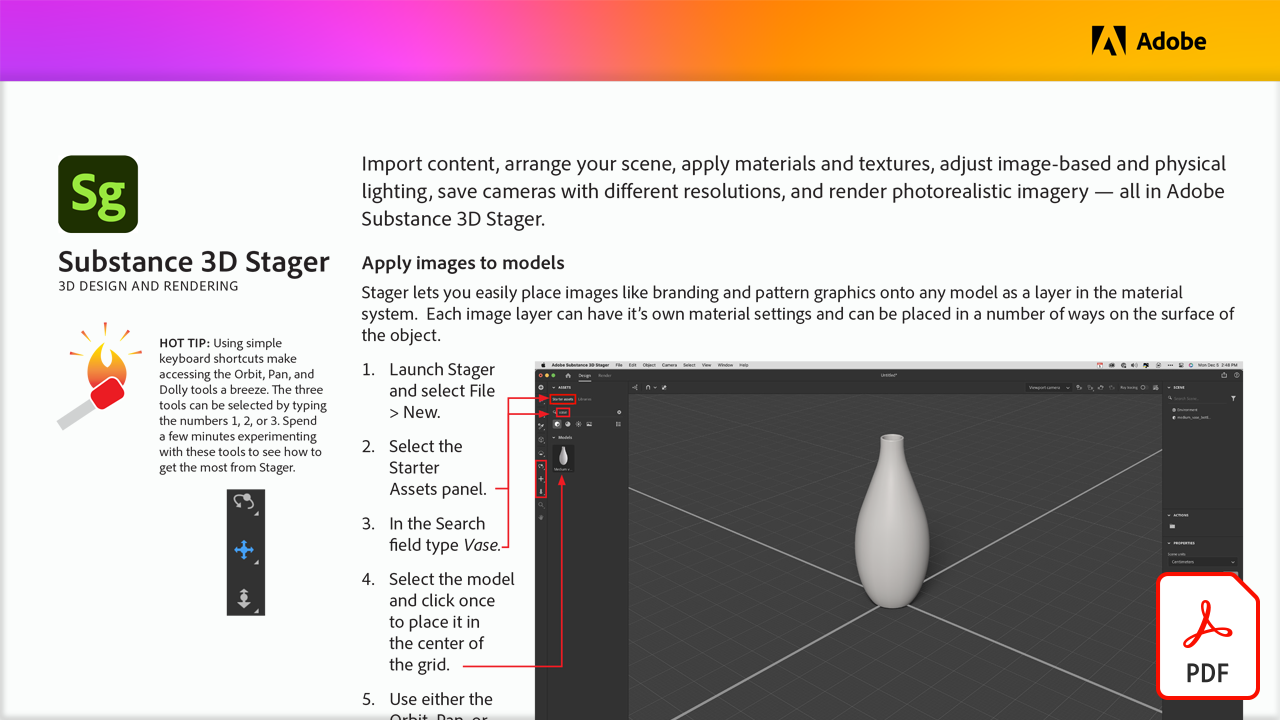 Adobe
Sg
Substance 3D Stager
3D DESIGN AND RENDERING
HOT TIP: Using simple
keyboard shortcuts make
accessing the Orbit, Pan, and
Dolly tools a breeze. The three
tools can be selected by typing
the numbers 1, 2, or 3. Spend
a few minutes experimenting
with these tools to see how to
get the most from Stager.
Import content, arrange your scene, apply materials and textures, adjust image-based and physical
lighting, save cameras with different resolutions, and render photorealistic imagery — all in Adobe
Substance 3D Stager.
Apply images to models
Stager lets you easily place images like branding and pattern graphics onto any model as a layer in the material
system.  Each image layer can have it’s own material settings and can be placed in a number of ways on the surface of
the object.
1. Launch Stager
and select File
> New.
2. Select the
Starter
Assets panel.
3. In the Search
field type Vase.
4. Select the model
and click once
to place it in
the center of
the grid.
5. Use either the
Orbit, Pan, or
Adobe Substance 3D Stager File Edit Object Camera Select View Window Help
Mon Dec 5 2:48 PM
Design Render
Untitled*
ASSETS
Starter assets Libraries
Models
Viewport camera
Ray tracing
SCENE
Environment
ACTIONS
PROPERTIES
Centimeters
PDF